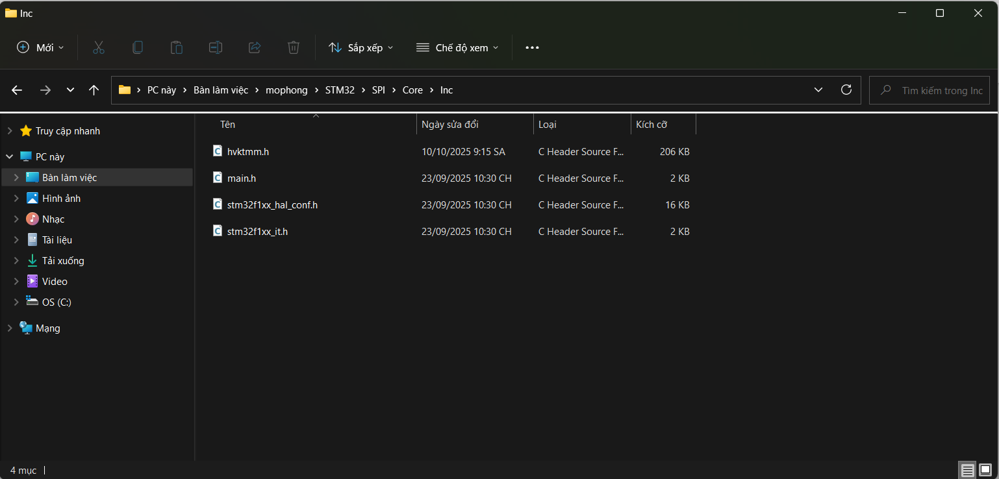 Inc
Mới Sắp xếp Chế độ xem
PC này Bàn làm việc mophong STM32 SPI Core Inc Tìm kiếm trong Inc
Tên Ngày sửa đổi Loại Kích cỡ
Truy cập nhanh
PC này
Bàn làm việc
Hình ảnh
Nhạc
Tài liệu
Tải xuống
Video
OS (C:)
Mạng
hvktmm.h 10/10/2025 9:15 SA C Header Source F... 206 KB
main.h 23/09/2025 10:30 CH C Header Source F... 2 KB
stm32f1xx_hal_conf.h 23/09/2025 10:30 CH C Header Source F... 16 KB
stm32f1xx_it.h 23/09/2025 10:30 CH C Header Source F... 2 KB
4 mục